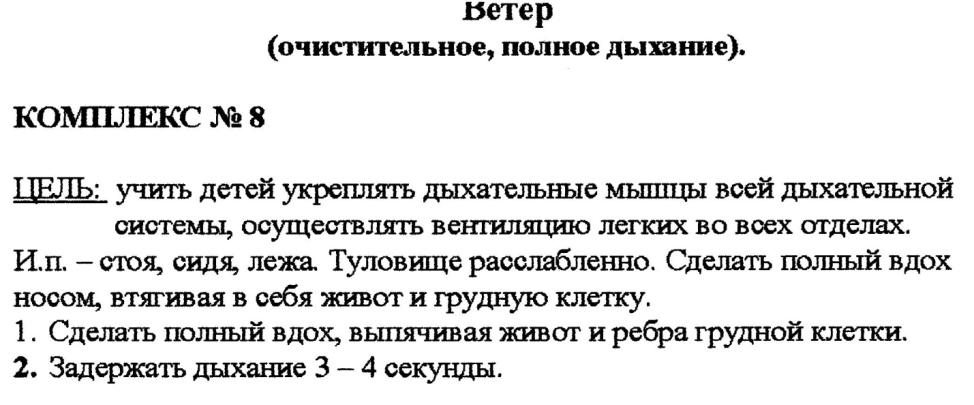 Ветер
(очистительное, полное дыхание).
КОМПЛЕКС № 8
ЦЕЛЬ: учить детей укреплять дыхательные мышцы всей дыхательной
системы, осуществлять вентиляцию легких во всех отделах.
И.п. – стоя, сидя, лежа. Туловище расслабленно. Сделать полный вдох
носом, втягивая в себя живот и грудную клетку.
1. Сделать полный вдох, выпячивая живот и ребра грудной клетки.
2. Задержать дыхание 3 – 4 секунды.